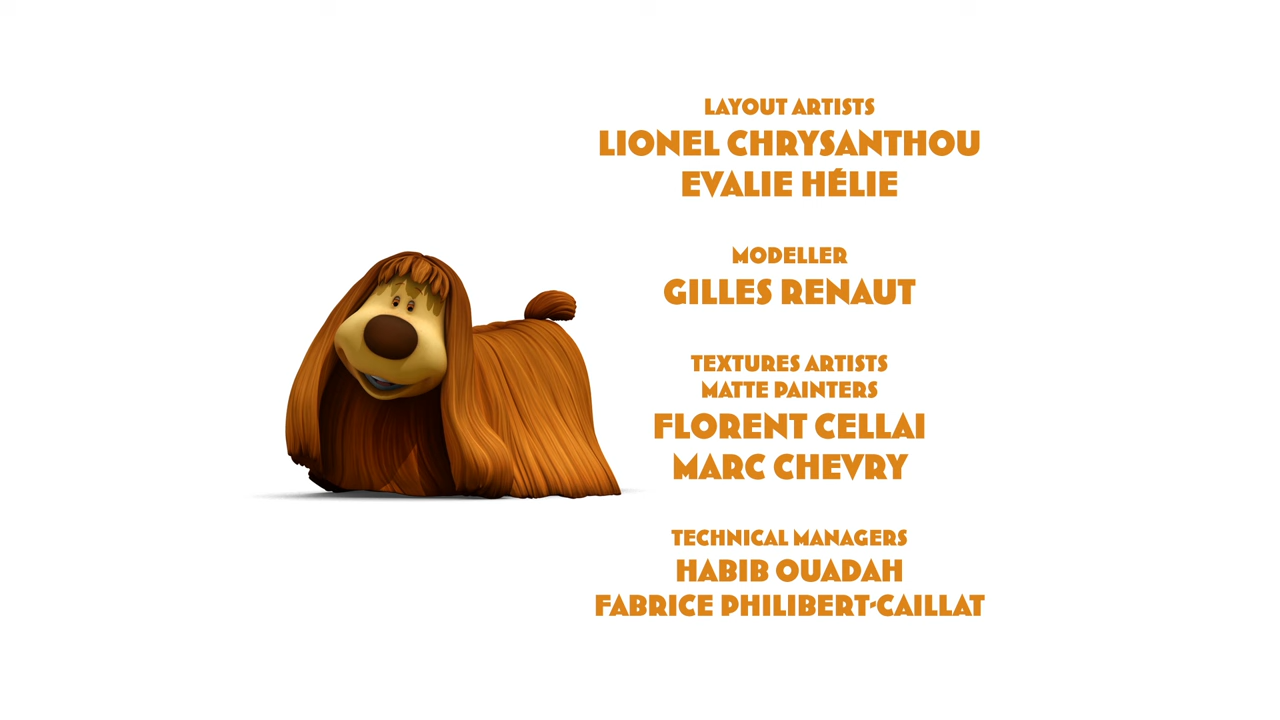 LAYOUT ARTISTS
LIONEL CHRYSANTHOU
EVALIE HÉLIE
MODELLER
GILLES RENAUT
TEXTURES ARTISTS
MATTE PAINTERS
FLORENT CELLAI
MARC CHEVRY
TECHNICAL MANAGERS
HABIB OUADAH
FABRICE PHILIBERT-CAILLAT